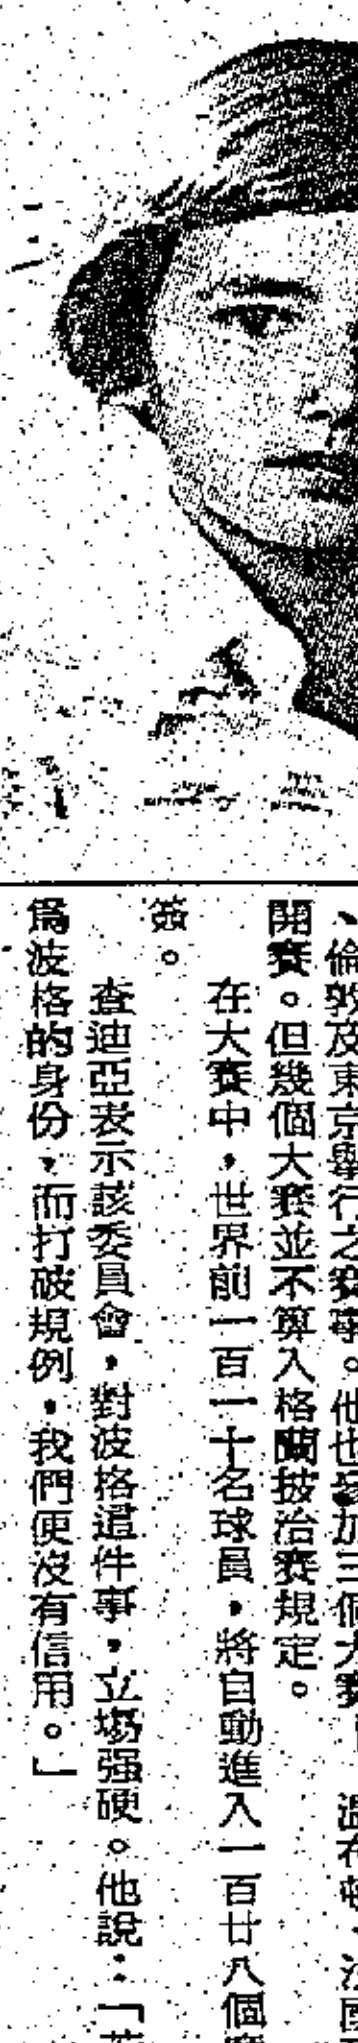 、倫敦及東京舉行之賽事。他也參加三個大賽
開賽。但幾個大賽並不算入格蘭披治賽規定。
在大賽中，世界前一百一十名球員，將自動進入一百廿八個
簽。
查迪亞表示該委員會，對波格這件事，立場强硬。他說：「
爲波格的身份，而打破規例，我們便沒有信用。」